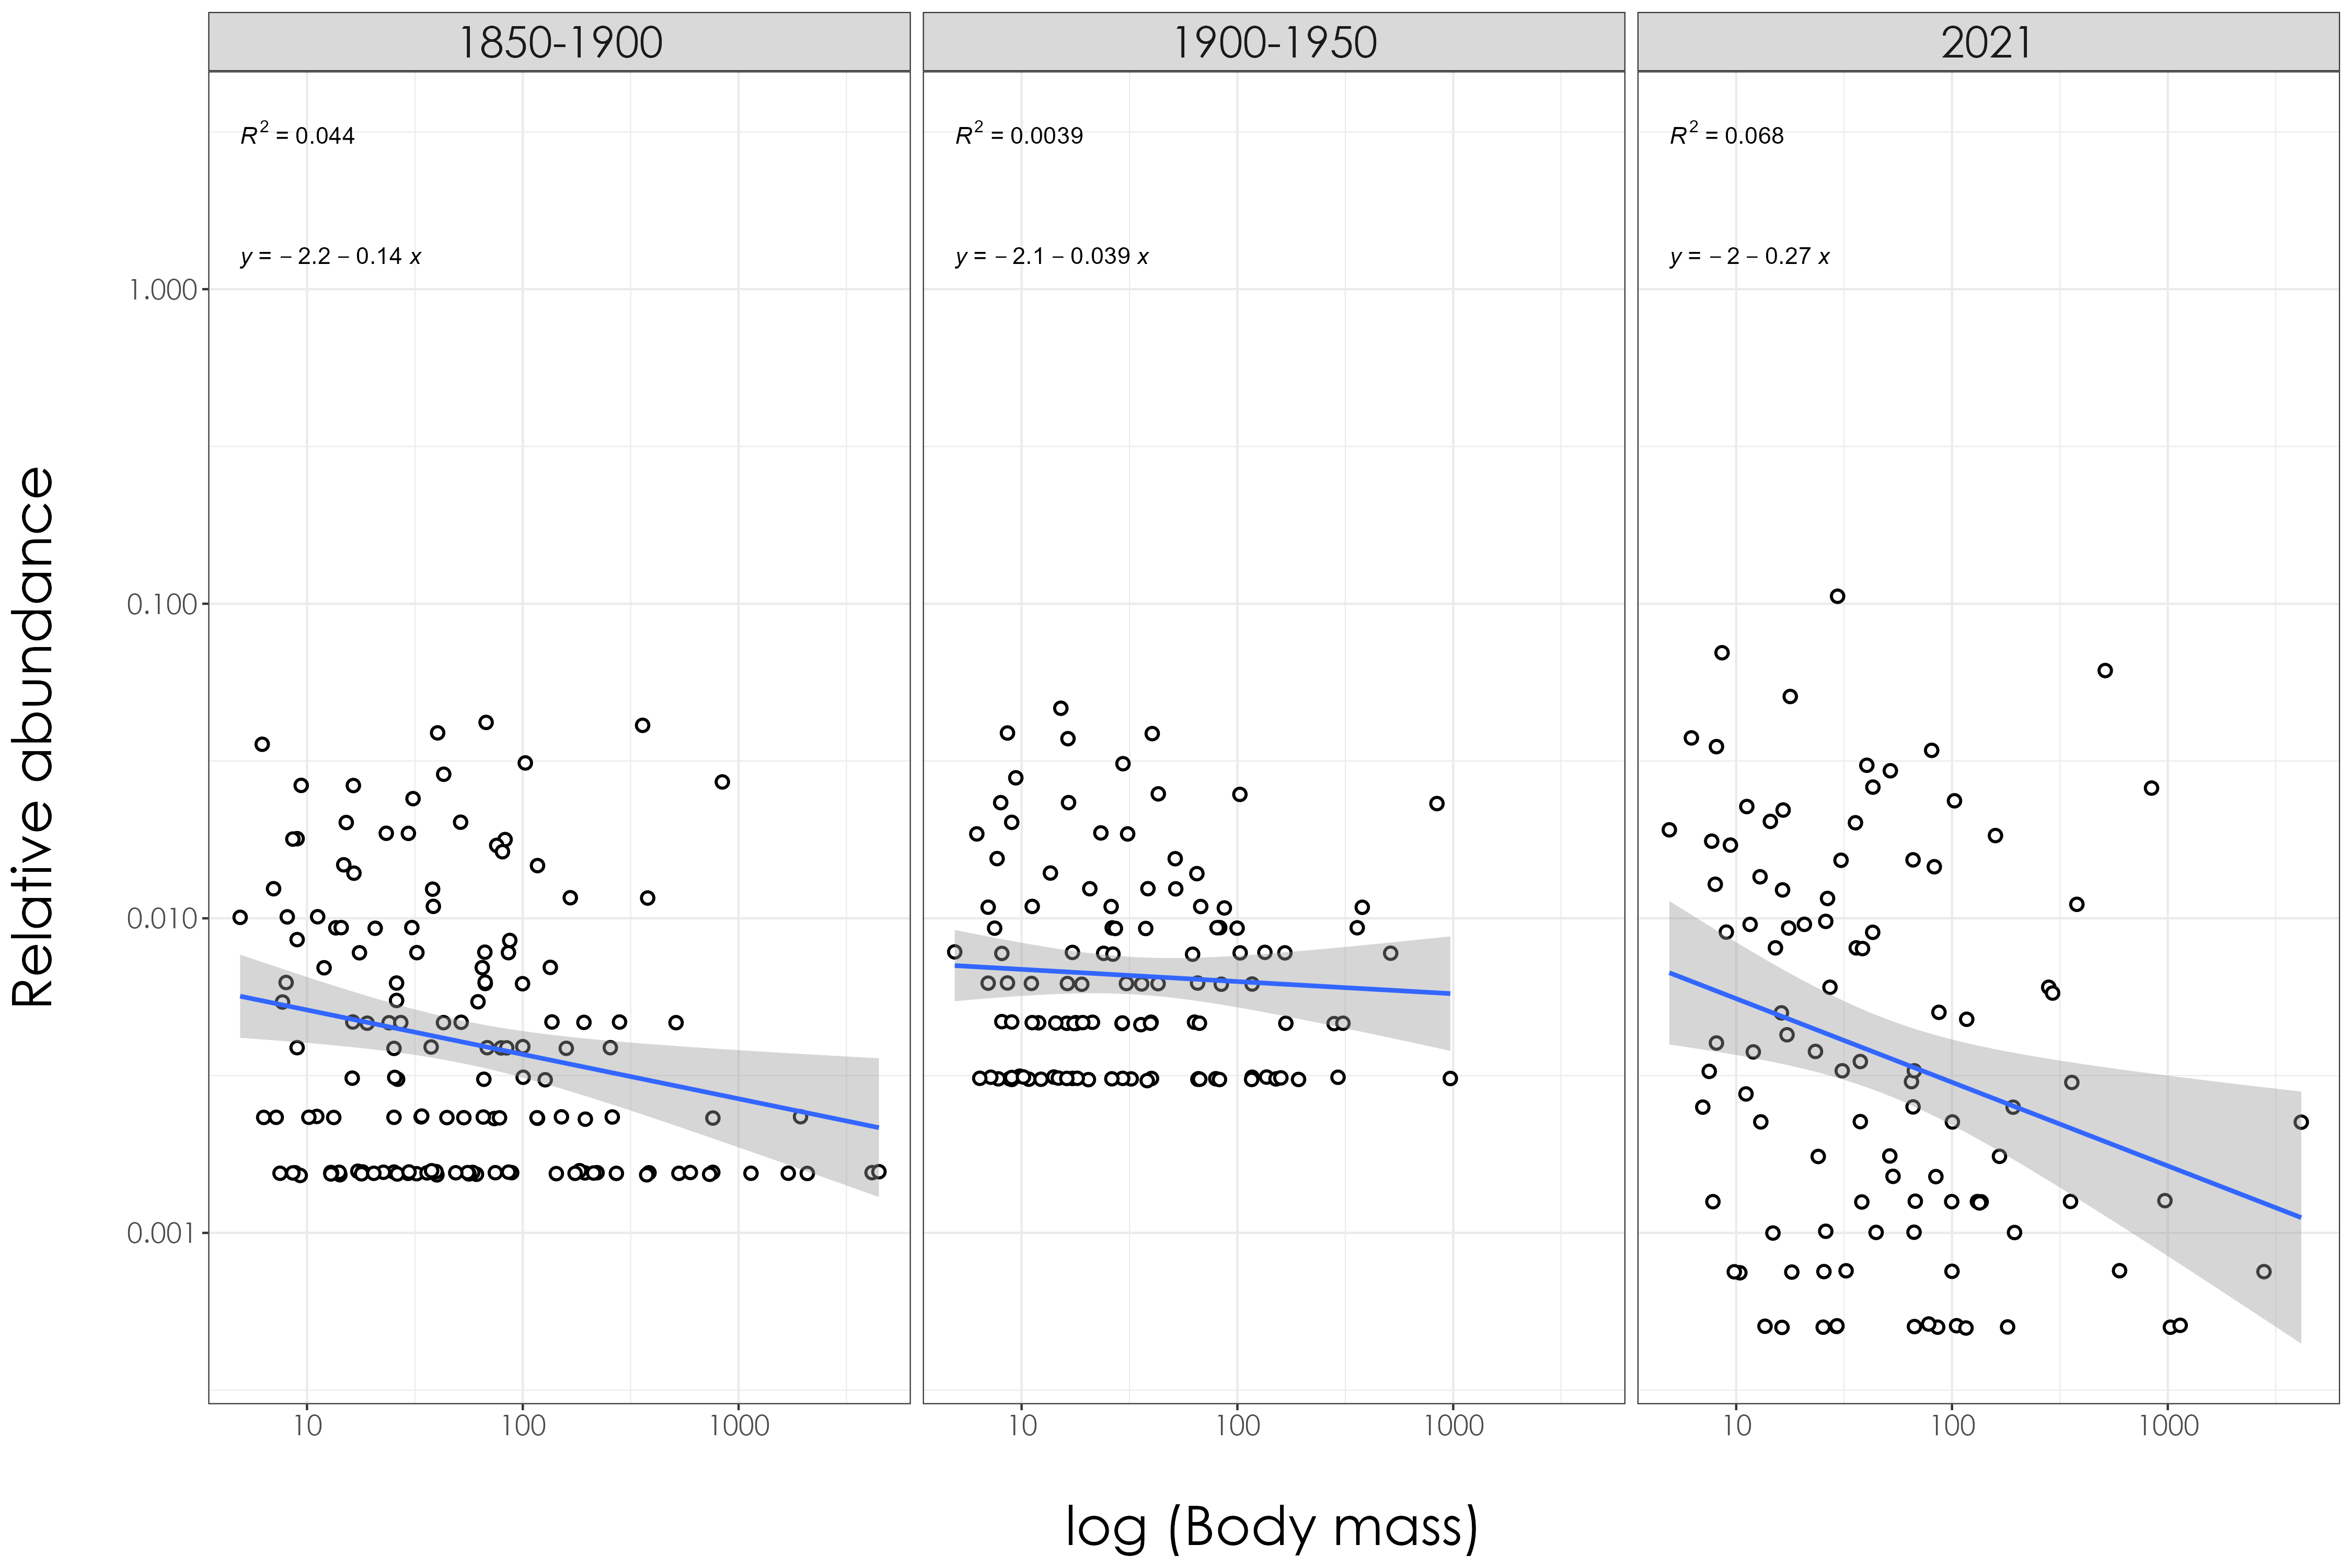 1850-1900
1900-1950
2021
R² = 0.044
R² = 0.0039
R² = 0.068
y = − 2.2 − 0.14 x
y = − 2.1 − 0.039 x
y = − 2 − 0.27 x
Relative abundance
1.000
0.100
0.010
0.001
10 100 1000
10 100 1000
10 100 1000
log (Body mass)